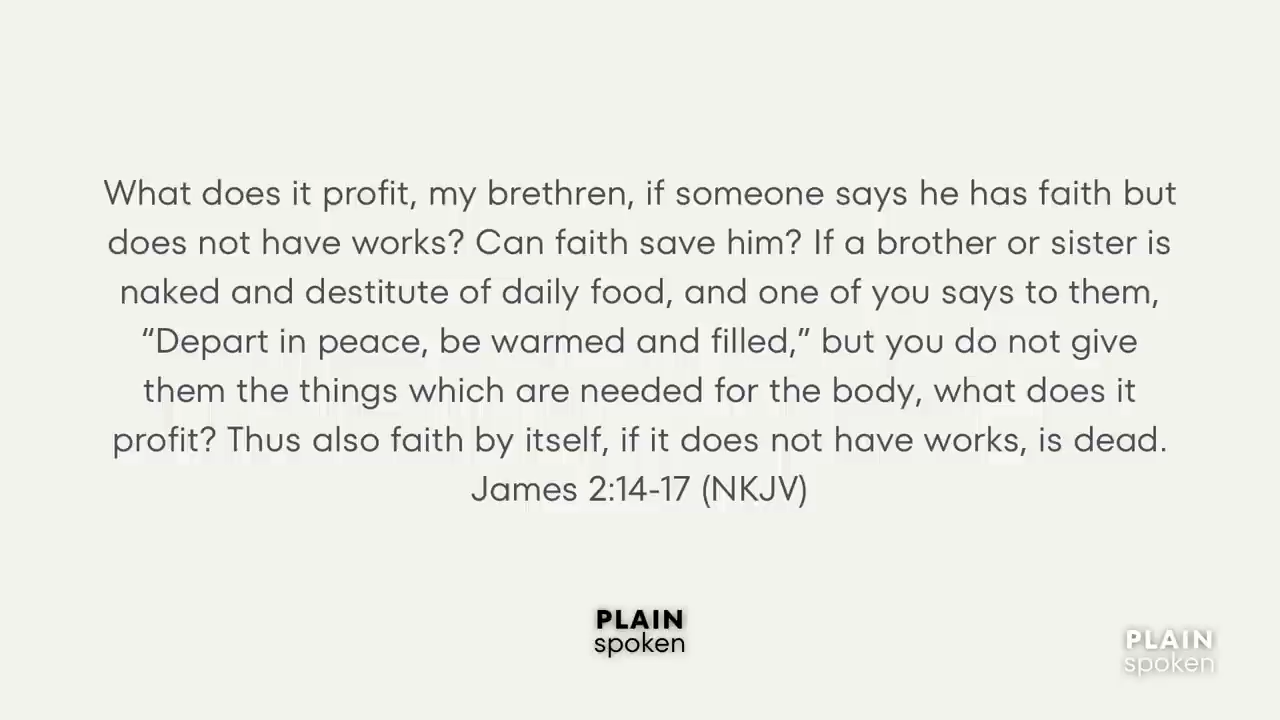 What does it profit, my brethren, if someone says he has faith but
does not have works? Can faith save him? If a brother or sister is
naked and destitute of daily food, and one of you says to them,
“Depart in peace, be warmed and filled,” but you do not give
them the things which are needed for the body, what does it
profit? Thus also faith by itself, if it does not have works, is dead.
James 2:14-17 (NKJV)
PLAIN
spoken
PLAIN
spoken